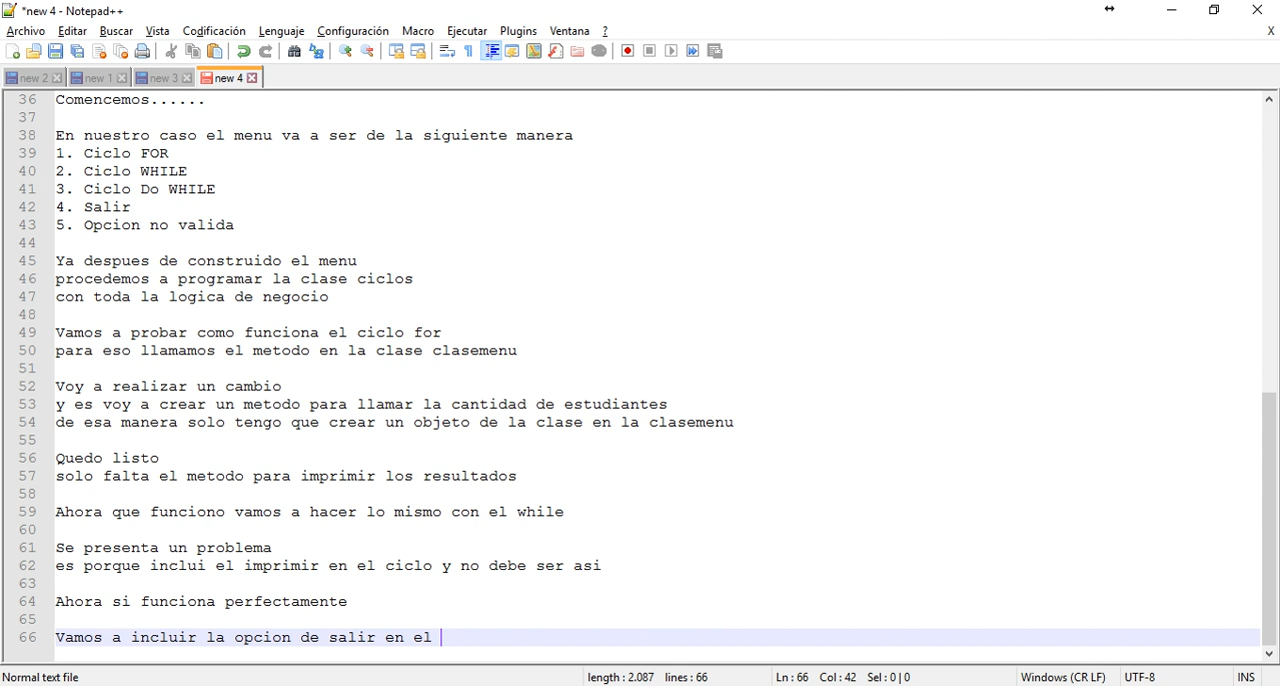 *new 4 - Notepad++
Archivo Editar Buscar Vista Codificación Lenguaje Configuración Macro Ejecutar Plugins Ventana ? X
new 2 new 1 new 3 new 4
36 Comencemos......
37
38 En nuestro caso el menu va a ser de la siguiente manera
39 1. Ciclo FOR
40 2. Ciclo WHILE
41 3. Ciclo Do WHILE
42 4. Salir
43 5. Opcion no valida
44
45 Ya despues de construido el menu
46 procedemos a programar la clase ciclos
47 con toda la logica de negocio
48
49 Vamos a probar como funciona el ciclo for
50 para eso llamamos el metodo en la clase clasemenu
51
52 Voy a realizar un cambio
53 y es voy a crear un metodo para llamar la cantidad de estudiantes
54 de esa manera solo tengo que crear un objeto de la clase en la clasemenu
55
56 Quedo listo
57 solo falta el metodo para imprimir los resultados
58
59 Ahora que funciono vamos a hacer lo mismo con el while
60
61 Se presenta un problema
62 es porque inclui el imprimir en el ciclo y no debe ser asi
63
64 Ahora si funciona perfectamente
65
66 Vamos a incluir la opcion de salir en el
Normal text file length : 2.087 lines : 66 Ln : 66 Col : 42 Sel : 0 | 0 Windows (CR LF) UTF-8 INS